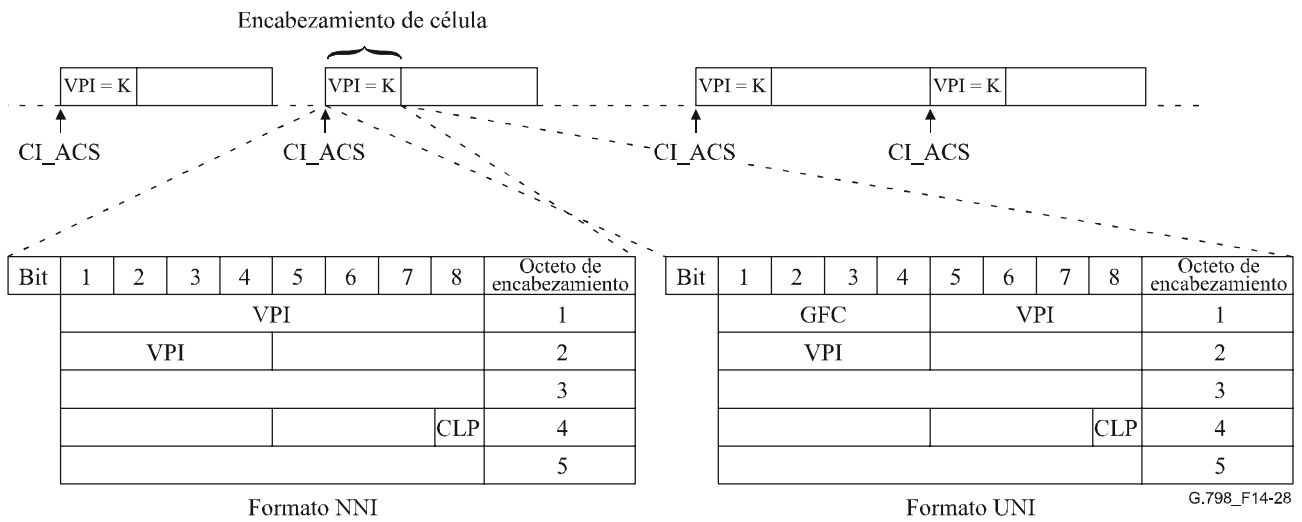 Encabezamiento de célula
VPI = K VPI = K VPI = K VPI = K
CI_ACS CI_ACS CI_ACS CI_ACS
Bit 1 2 3 4 5 6 7 8 Octeto de encabezamiento
VPI 1
VPI 2
3
CLP 4
5
Formato NNI
Bit 1 2 3 4 5 6 7 8 Octeto de encabezamiento
GFC VPI 1
VPI 2
3
CLP 4
5
Formato UNI
G.798_F14-28